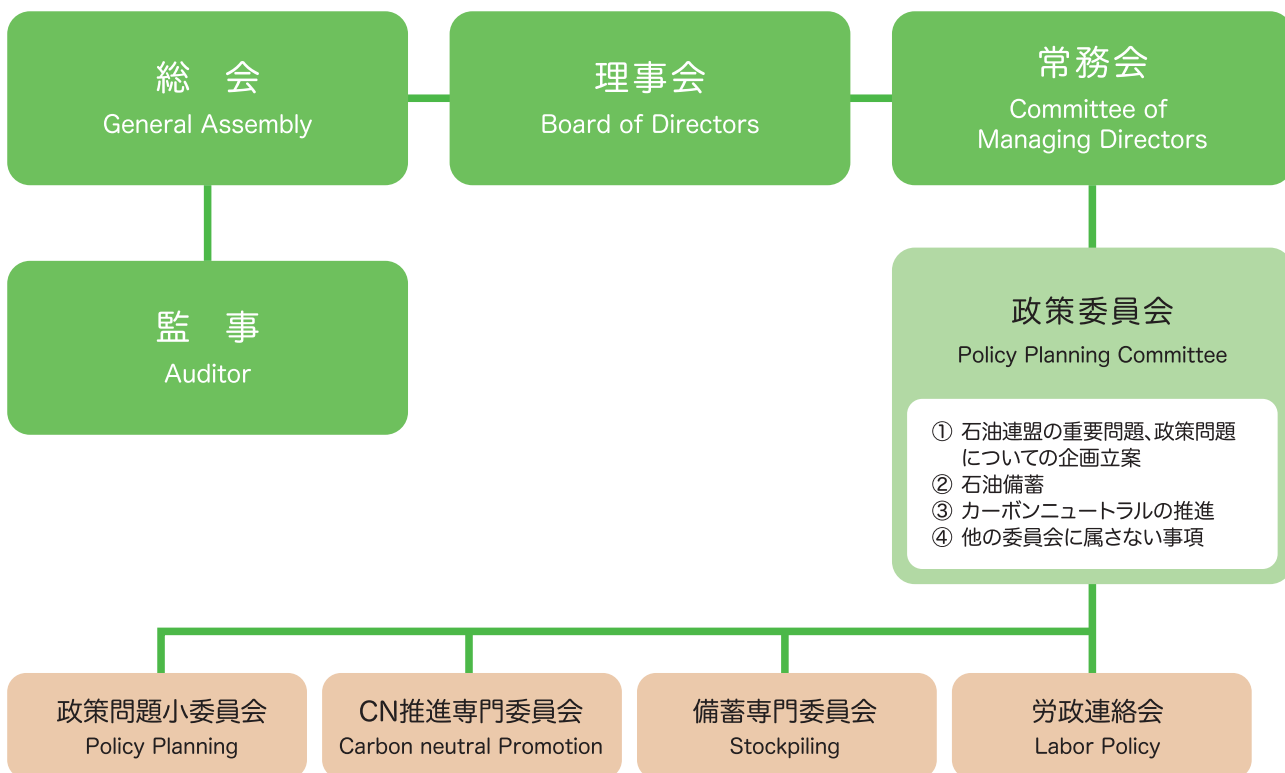 総　会
General Assembly
理事会
Board of Directors
常務会
Committee of
Managing Directors
監　事
Auditor
政策委員会
Policy Planning Committee
① 石油連盟の重要問題、政策問題
についての企画立案
② 石油備蓄
③ カーボンニュートラルの推進
④ 他の委員会に属さない事項
政策問題小委員会
Policy Planning
CN推進専門委員会
Carbon neutral Promotion
備蓄専門委員会
Stockpiling
労政連絡会
Labor Policy